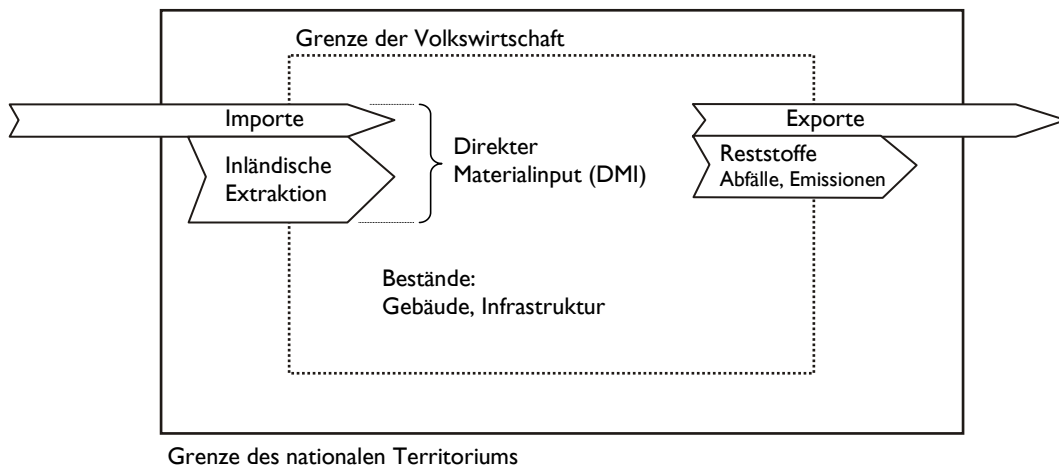 Grenze der Volkswirtschaft
Importe
Inländische
Extraktion
Direkter
Materialinput (DMI)
Exporte
Reststoffe
Abfälle, Emissionen
Bestände:
Gebäude, Infrastruktur
Grenze des nationalen Territoriums